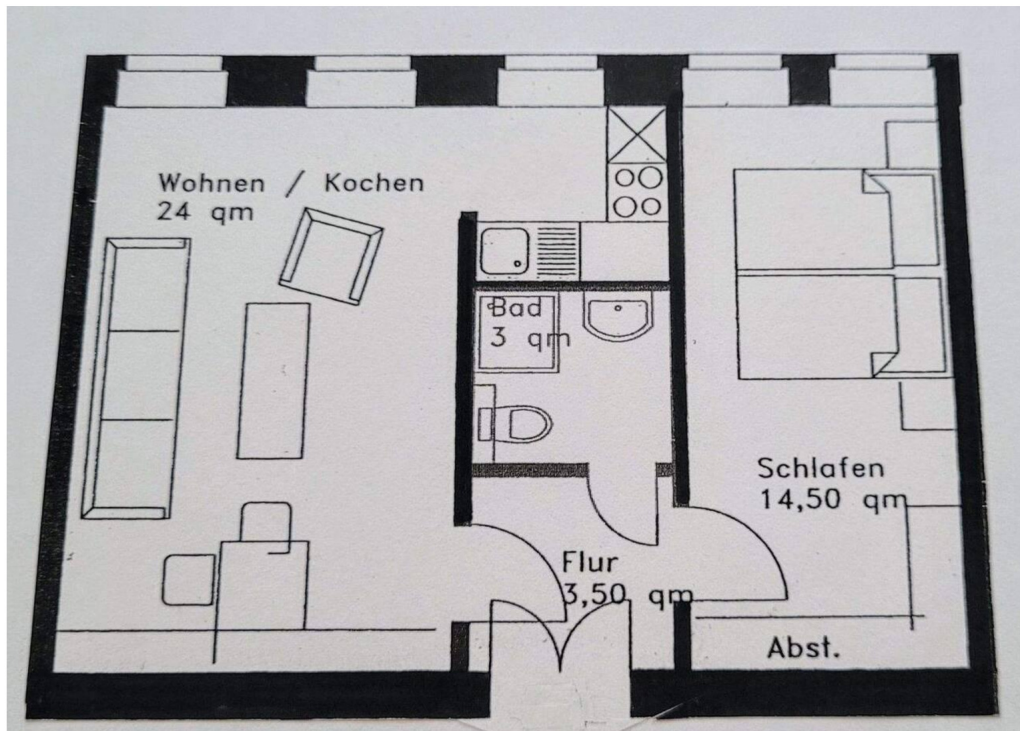 Wohnen / Kochen
24 qm
Bad
3 qm
Schlafen
14,50 qm
Flur
3,50 qm
Abst.